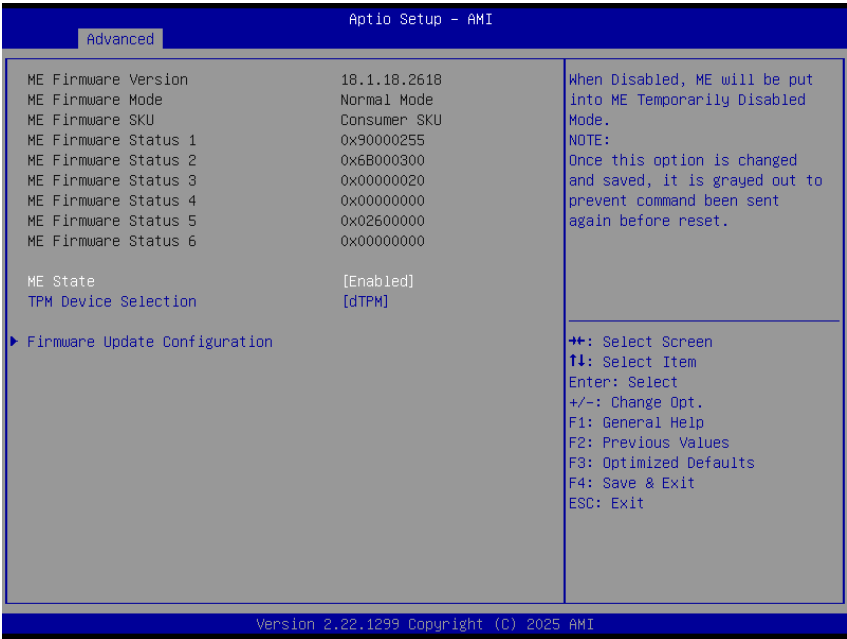 Aptio Setup - AMI
Advanced
ME Firmware Version 18.1.18.2618
ME Firmware Mode Normal Mode
ME Firmware SKU Consumer SKU
ME Firmware Status 1 0x90000255
ME Firmware Status 2 0x6B000300
ME Firmware Status 3 0x00000020
ME Firmware Status 4 0x00000000
ME Firmware Status 5 0x02600000
ME Firmware Status 6 0x00000000
ME State [Enabled]
TPM Device Selection [dTPM]
Firmware Update Configuration
When Disabled, ME will be put
into ME Temporarily Disabled
Mode.
NOTE:
Once this option is changed
and saved, it is grayed out to
prevent command been sent
again before reset.
→←: Select Screen
↑↓: Select Item
Enter: Select
+/-: Change Opt.
F1: General Help
F2: Previous Values
F3: Optimized Defaults
F4: Save & Exit
ESC: Exit
Version 2.22.1299 Copyright (C) 2025 AMI